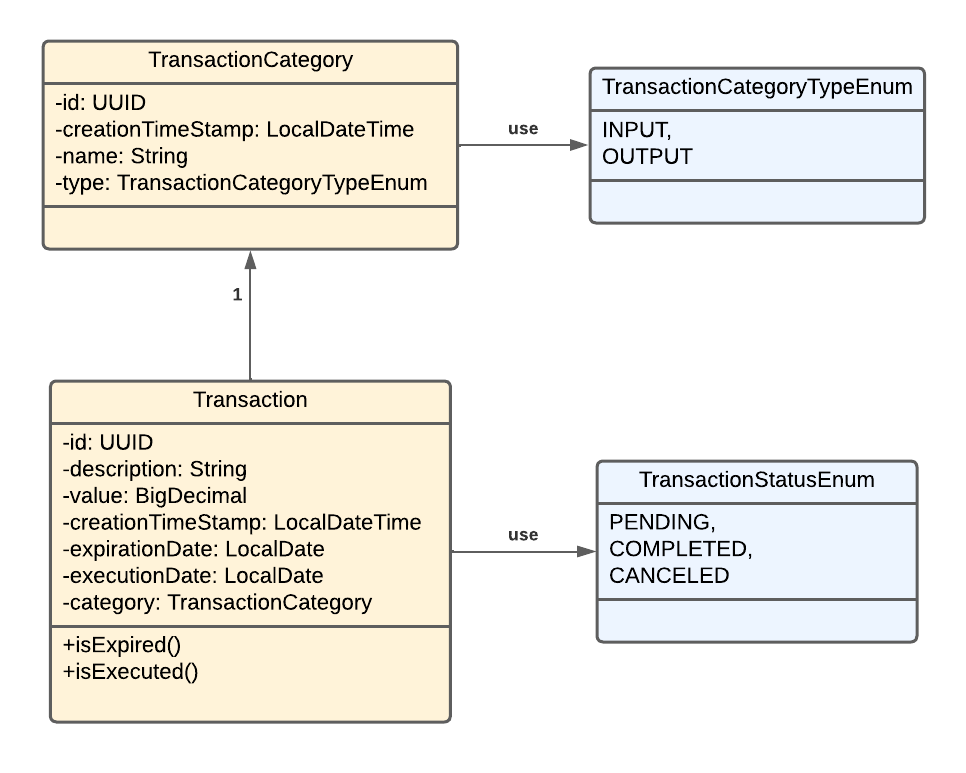 TransactionCategory
-id: UUID
-creationTimeStamp: LocalDateTime
-name: String
-type: TransactionCategoryTypeEnum
use
TransactionCategoryTypeEnum
INPUT,
OUTPUT
1
Transaction
-id: UUID
-description: String
-value: BigDecimal
-creationTimeStamp: LocalDateTime
-expirationDate: LocalDate
-executionDate: LocalDate
-category: TransactionCategory
+isExpired()
+isExecuted()
use
TransactionStatusEnum
PENDING,
COMPLETED,
CANCELED